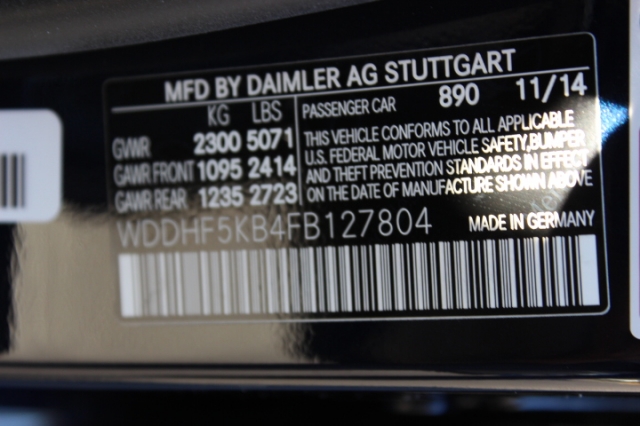 MFD BY DAIMLER AG STUTTGART
KG LBS
GVWR 2300 5071
GAWR FRONT 1095 2414
GAWR REAR 1235 2723
PASSENGER CAR 890 11/14
THIS VEHICLE CONFORMS TO ALL APPLICABLE
U.S. FEDERAL MOTOR VEHICLE SAFETY, BUMPER
AND THEFT PREVENTION STANDARDS IN EFFECT
ON THE DATE OF MANUFACTURE SHOWN ABOVE
WDDHF5KB4FB127804 MADE IN GERMANY